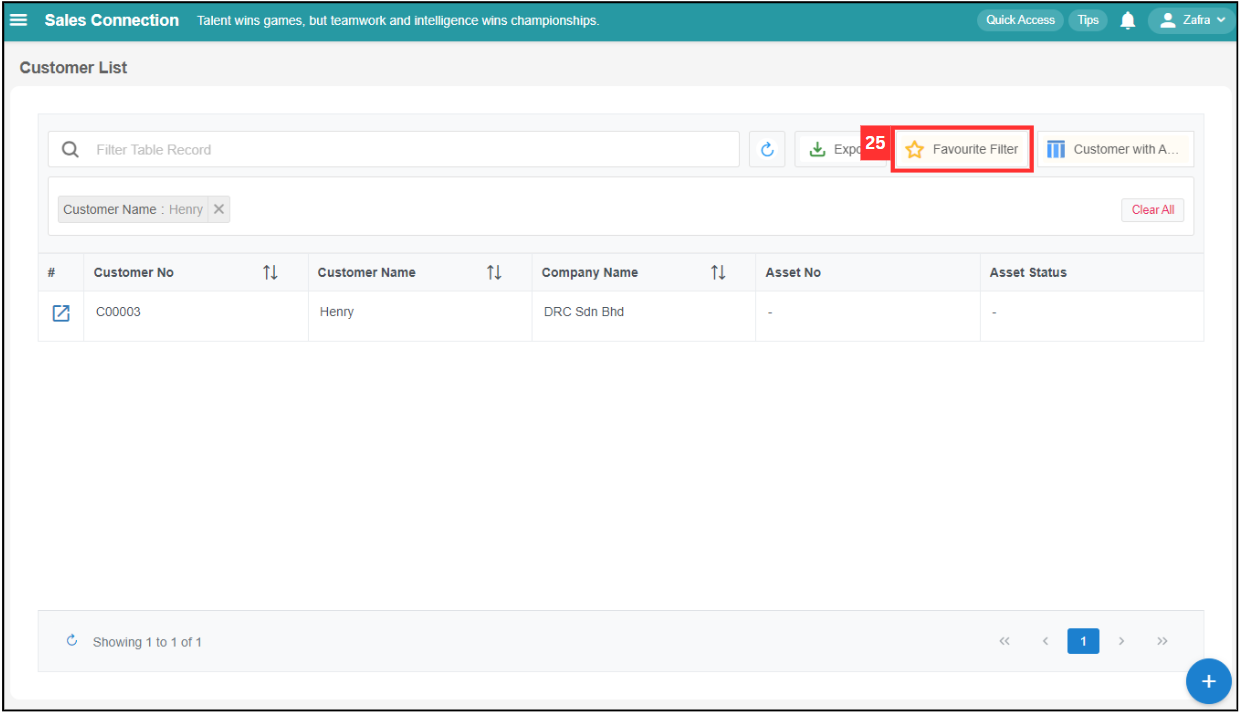 Sales Connection Talent wins games, but teamwork and intelligence wins championships. Quick Access Tips Zafra
Customer List
Filter Table Record Expo 25 Favourite Filter Customer with A...
Customer Name : Henry Clear All
# Customer No Customer Name Company Name Asset No Asset Status
C00003 Henry DRC Sdn Bhd - -
Showing 1 to 1 of 1 << < 1 > >>
+